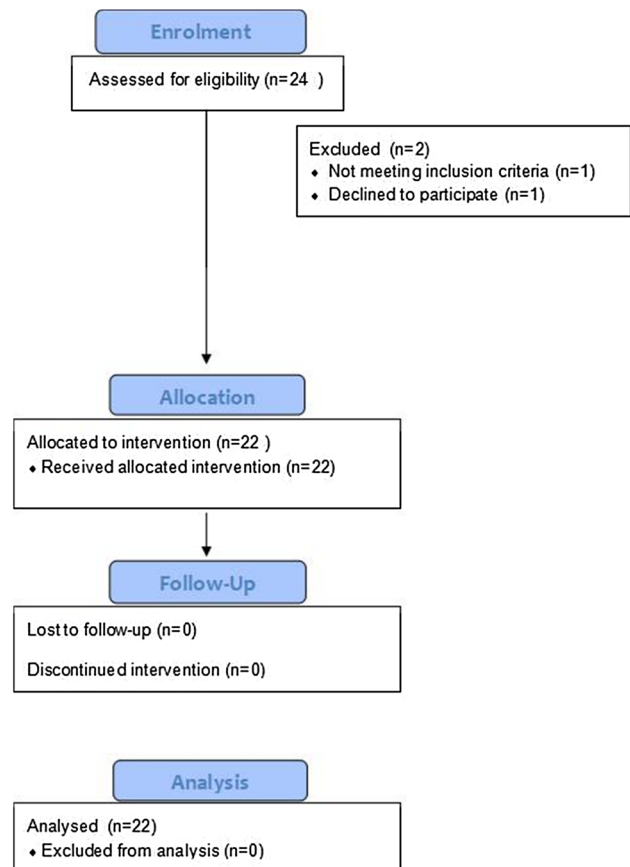 Enrolment
Assessed for eligibility (n=24 )
Excluded (n=2)
⬧ Not meeting inclusion criteria (n=1)
⬧ Declined to participate (n=1)
Allocation
Allocated to intervention (n=22 )
⬧ Received allocated intervention (n=22)
Follow-Up
Lost to follow-up (n=0)
Discontinued intervention (n=0)
Analysis
Analysed (n=22)
⬧ Excluded from analysis (n=0)